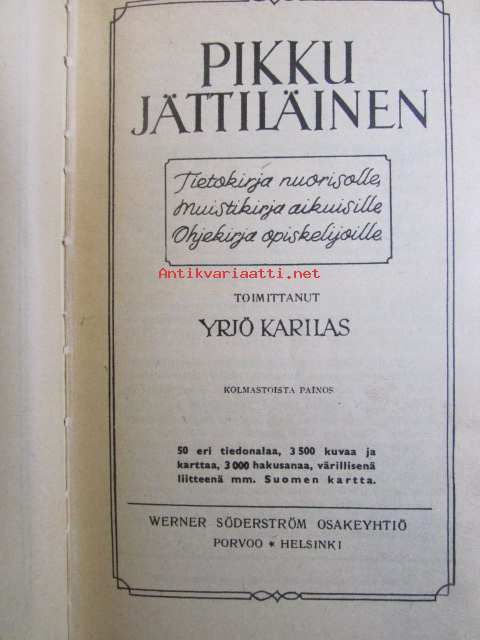 PIKKU
JÄTTILÄINEN
Tietokirja nuorisolle,
Muistikirja aikuisille
Ohjekirja opiskelijoille
Antikvariaatti.net
TOIMITTANUT
YRJÖ KARILAS
KOLMASTOISTA PAINOS
50 eri tiedonalaa, 3 500 kuvaa ja
karttaa, 3 000 hakusanaa, värillisenä
liitteenä mm. Suomen kartta.
WERNER SÖDERSTRÖM OSAKEYHTIÖ
PORVOO * HELSINKI